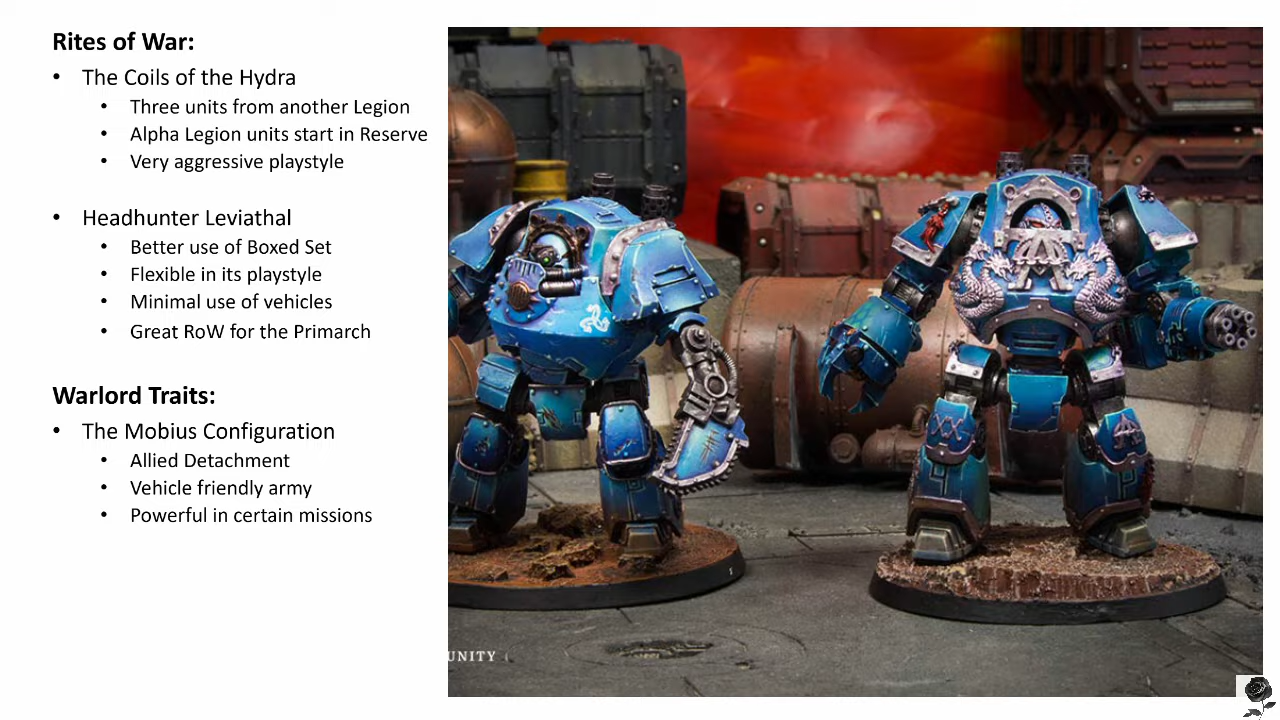 Rites of War:
• The Coils of the Hydra
• Three units from another Legion
• Alpha Legion units start in Reserve
• Very aggressive playstyle
• Headhunter Leviathal
• Better use of Boxed Set
• Flexible in its playstyle
• Minimal use of vehicles
• Great RoW for the Primarch
Warlord Traits:
• The Mobius Configuration
• Allied Detachment
• Vehicle friendly army
• Powerful in certain missions
UNITY